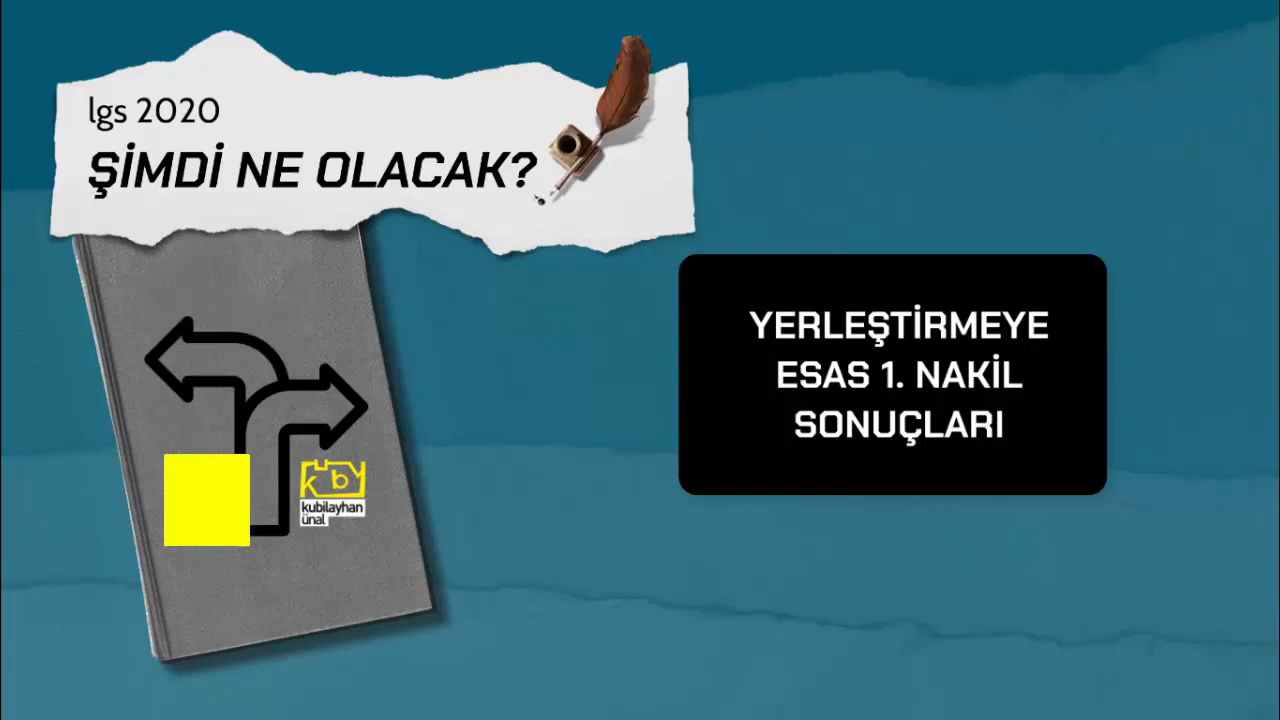 lgs 2020
ŞİMDİ NE OLACAK?
YERLEŞTİRMEYE
ESAS 1. NAKİL
SONUÇLARI
kby
kubilayhan
ünal